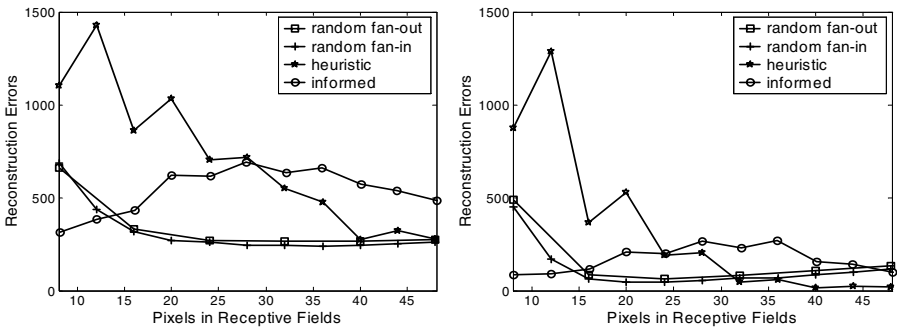 1500
1000
500
0
10 15 20 25 30 35 40 45
Reconstruction Errors
Pixels in Receptive Fields
random fan-out
random fan-in
heuristic
informed
1500
1000
500
0
10 15 20 25 30 35 40 45
Reconstruction Errors
Pixels in Receptive Fields
random fan-out
random fan-in
heuristic
informed